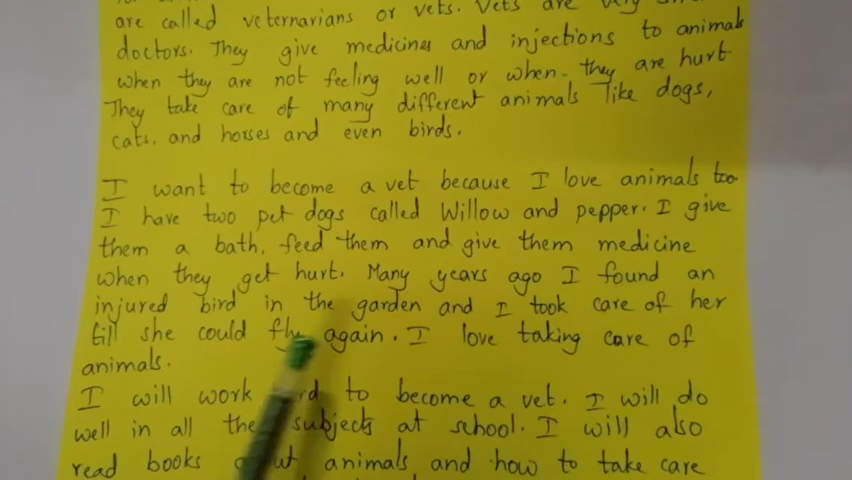 are called veternarians or vets. Vets are very
doctors. They give medicines and injections to animals
when they are not feeling well or when they are hurt
They take care of many different animals like dogs,
cats, and horses and even birds.
I want to become a vet because I love animals too.
I have two pet dogs called Willow and pepper. I give
them a bath, feed them and give them medicine
when they get hurt. Many years ago I found an
injured bird in the garden and I took care of her
till she could fly again. I love taking care of
animals.
I will work to become a vet. I will do
well in all the subjects at school. I will also
read books about animals and how to take care